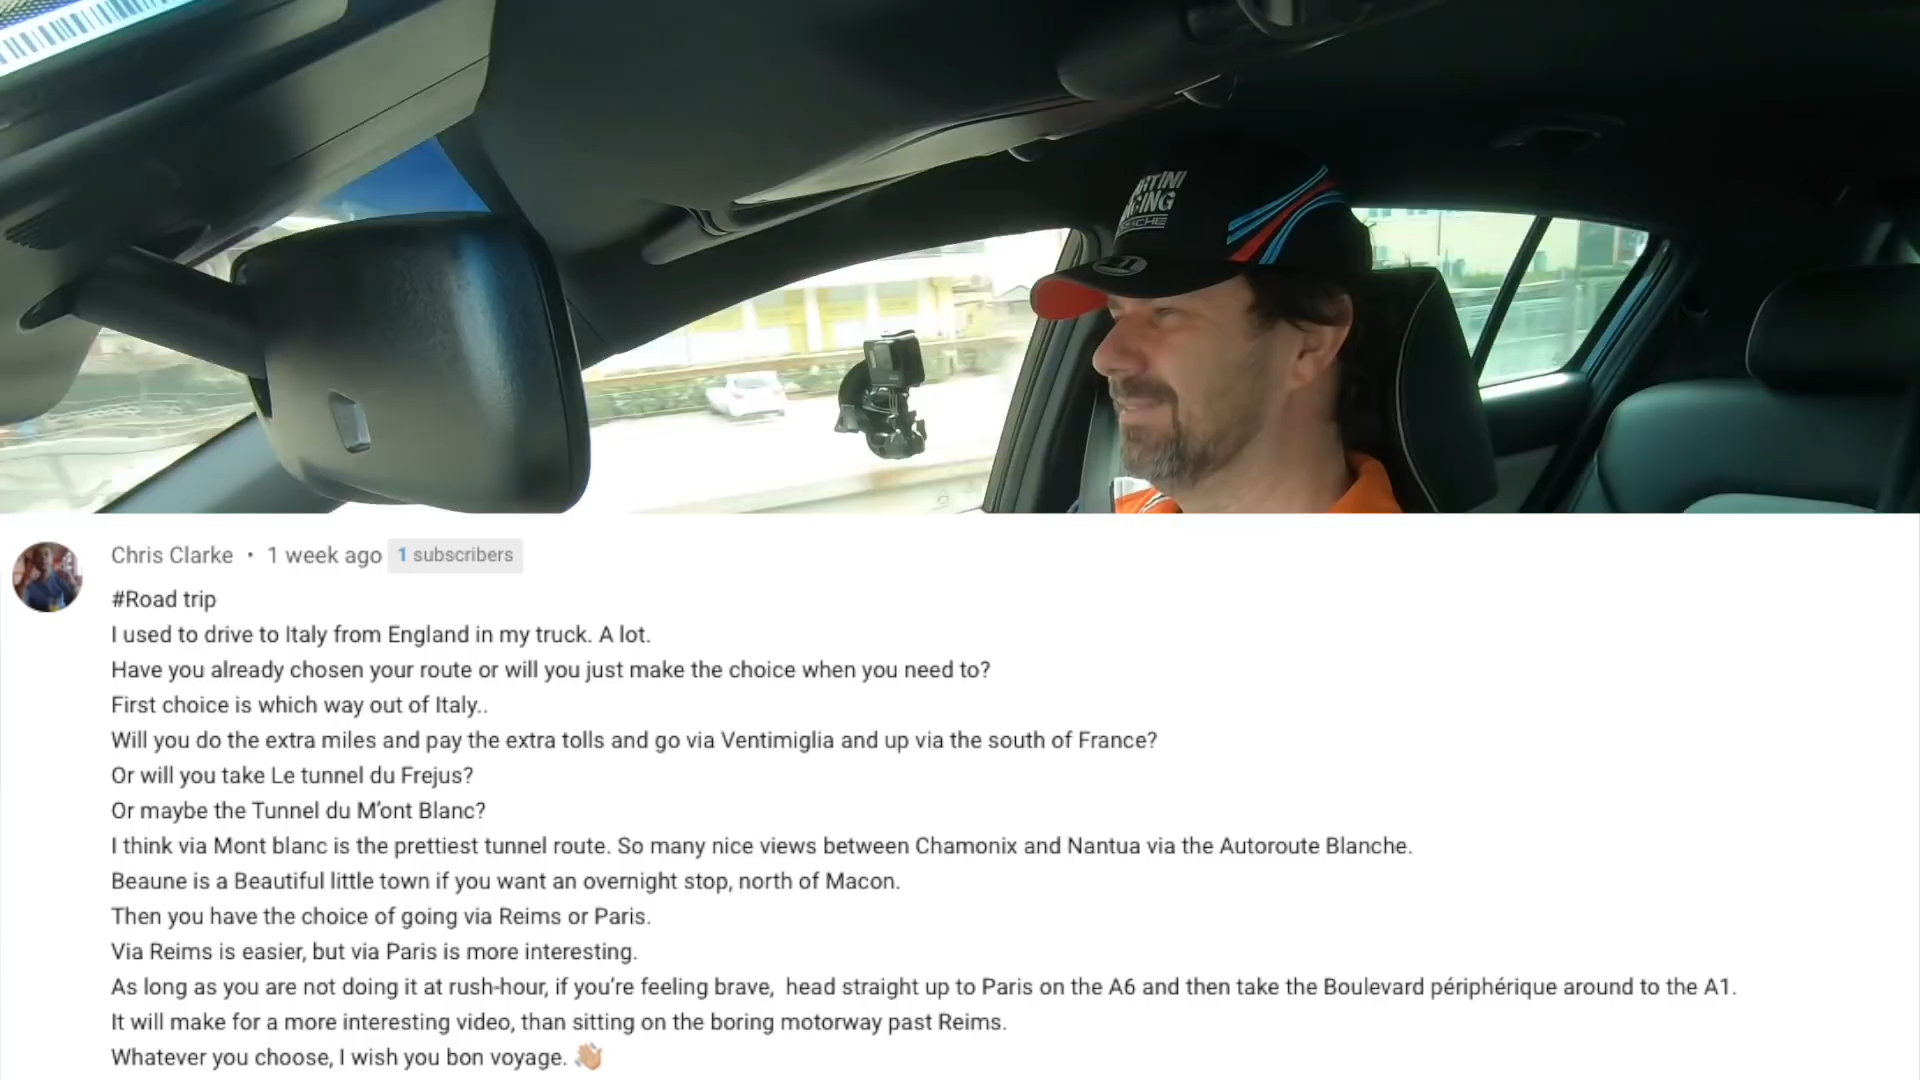 RTINI
CING
Chris Clarke • 1 week ago 1 subscribers
#Road trip
I used to drive to Italy from England in my truck. A lot.
Have you already chosen your route or will you just make the choice when you need to?
First choice is which way out of Italy..
Will you do the extra miles and pay the extra tolls and go via Ventimiglia and up via the south of France?
Or will you take Le tunnel du Frejus?
Or maybe the Tunnel du M'ont Blanc?
I think via Mont blanc is the prettiest tunnel route. So many nice views between Chamonix and Nantua via the Autoroute Blanche.
Beaune is a Beautiful little town if you want an overnight stop, north of Macon.
Then you have the choice of going via Reims or Paris.
Via Reims is easier, but via Paris is more interesting.
As long as you are not doing it at rush-hour, if you're feeling brave,  head straight up to Paris on the A6 and then take the Boulevard périphérique around to the A1.
It will make for a more interesting video, than sitting on the boring motorway past Reims.
Whatever you choose, I wish you bon voyage. 👋🏼